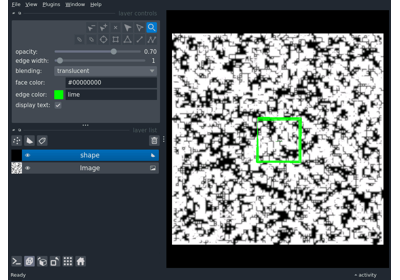 File View Plugins Window Help
layer controls
opacity: 0.70
edge width: 1
blending: translucent
face color: #00000000
edge color: lime
display text:
layer list
shape
Image
Ready
activity